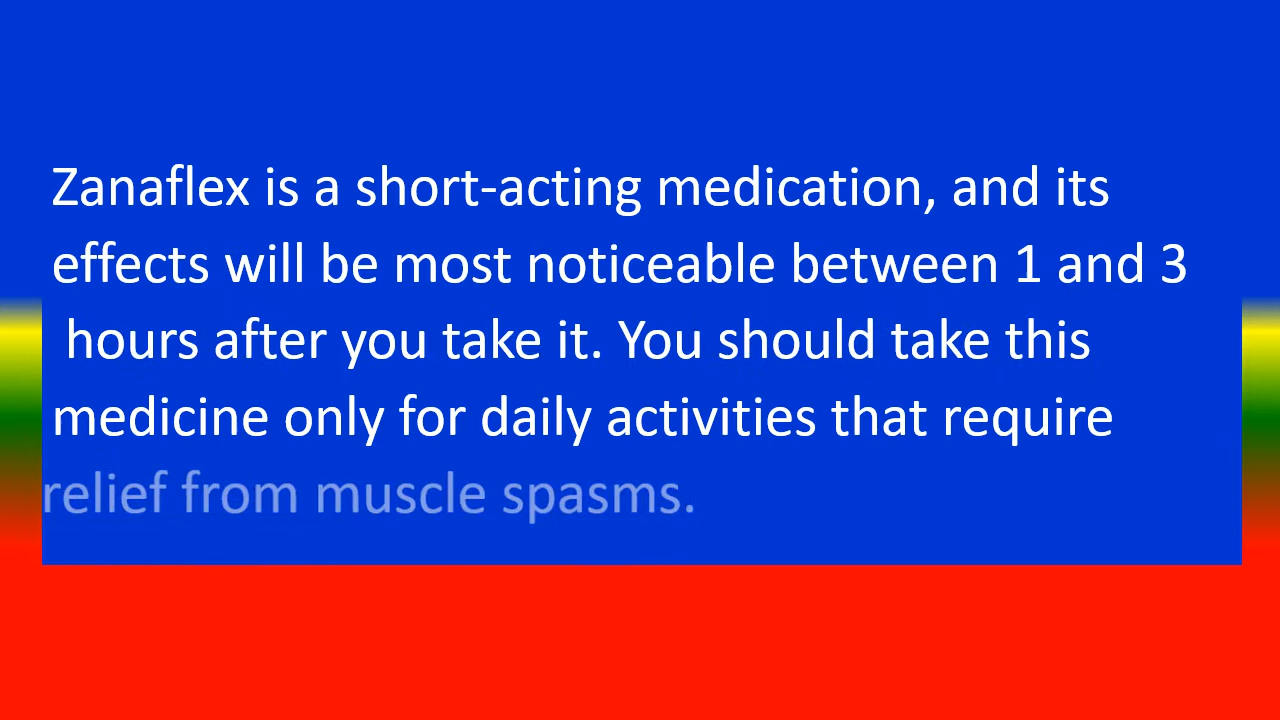 Zanaflex is a short-acting medication, and its
effects will be most noticeable between 1 and 3
hours after you take it. You should take this
medicine only for daily activities that require
relief from muscle spasms.